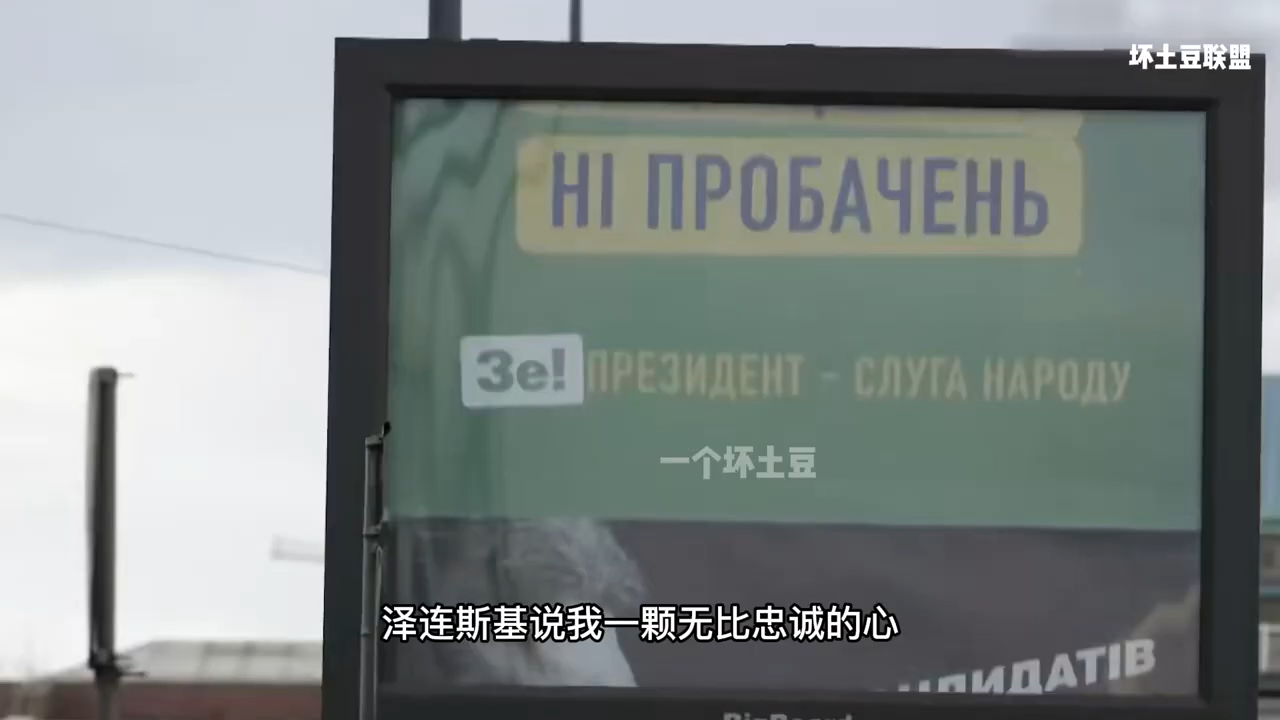 坏土豆联盟
НІ ПРОБАЧЕНЬ
Зе! ПРЕЗИДЕНТ - СЛУГА НАРОДУ
一个坏土豆
泽连斯基说我一颗无比忠诚的心